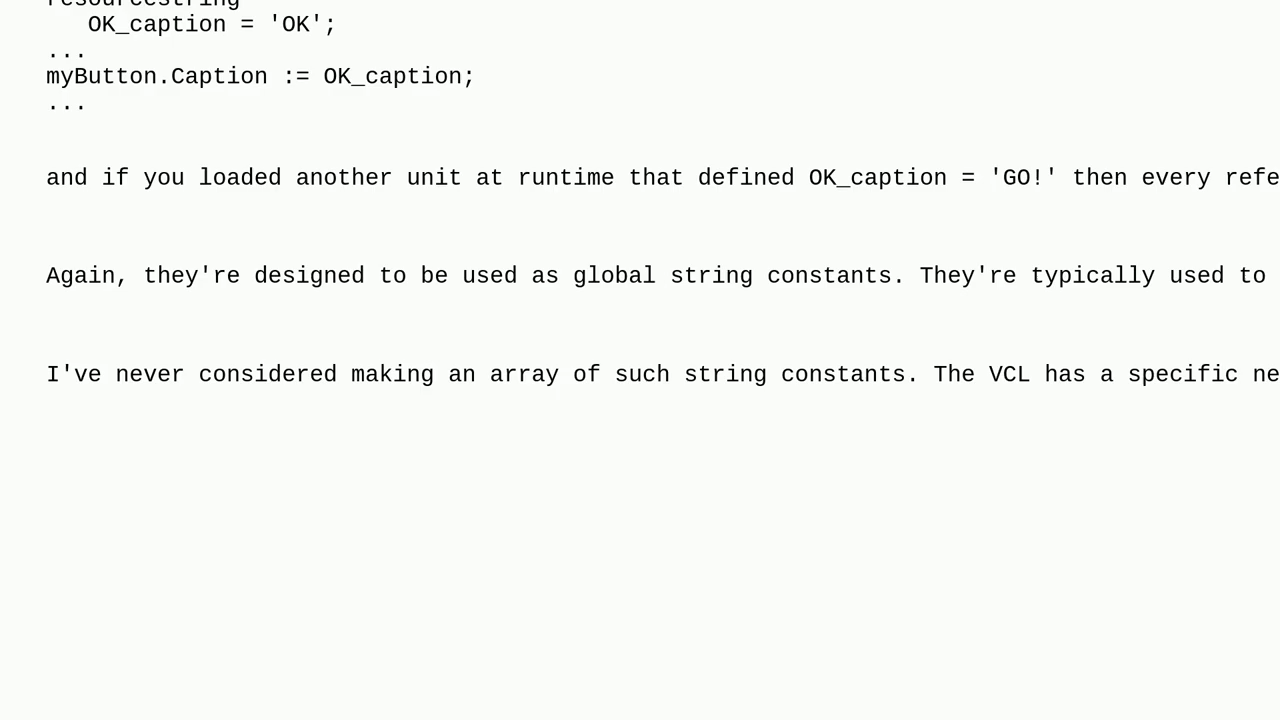 resourcestring
OK_caption = 'OK';
...
myButton.Caption := OK_caption;
...
and if you loaded another unit at runtime that defined OK_caption = 'GO!' then every
Again, they're designed to be used as global string constants. They're typically used to
I've never considered making an array of such string constants. The VCL has a specific